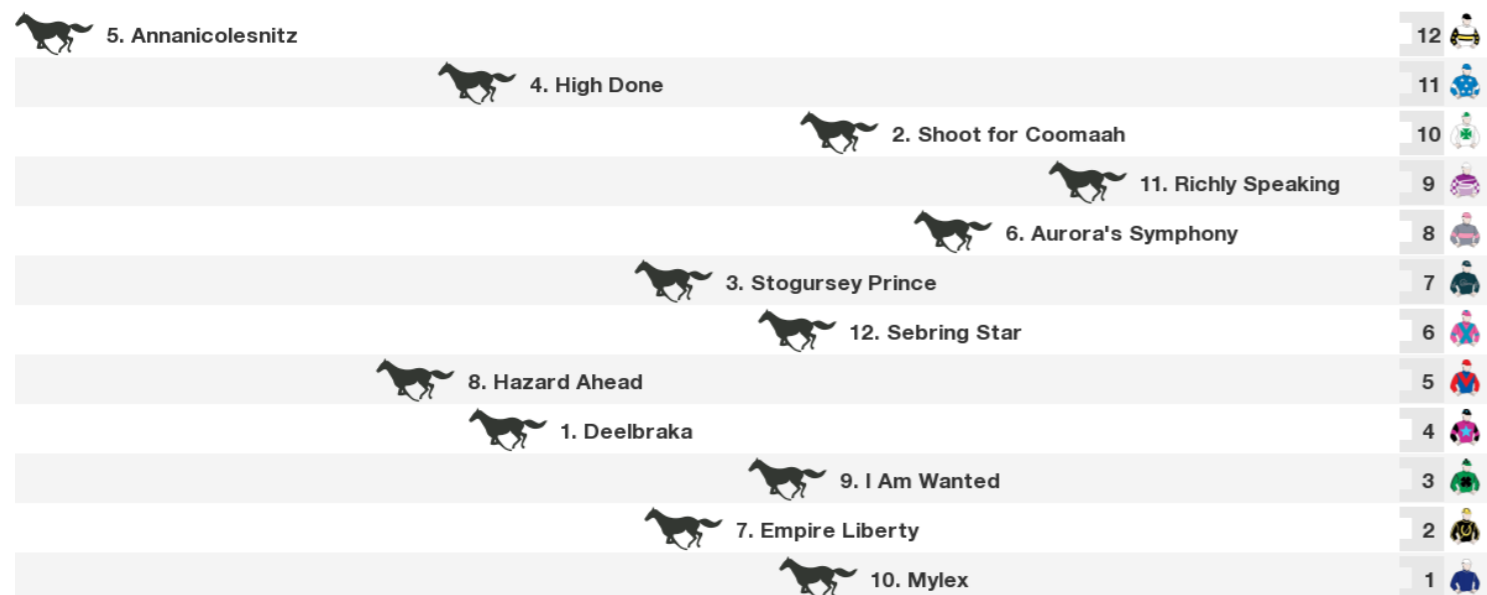 5. Annanicolesnitz 12
4. High Done 11
2. Shoot for Coomaah 10
11. Richly Speaking 9
6. Aurora's Symphony 8
3. Stogursey Prince 7
12. Sebring Star 6
8. Hazard Ahead 5
1. Deelbraka 4
9. I Am Wanted 3
7. Empire Liberty 2
10. Mylex 1